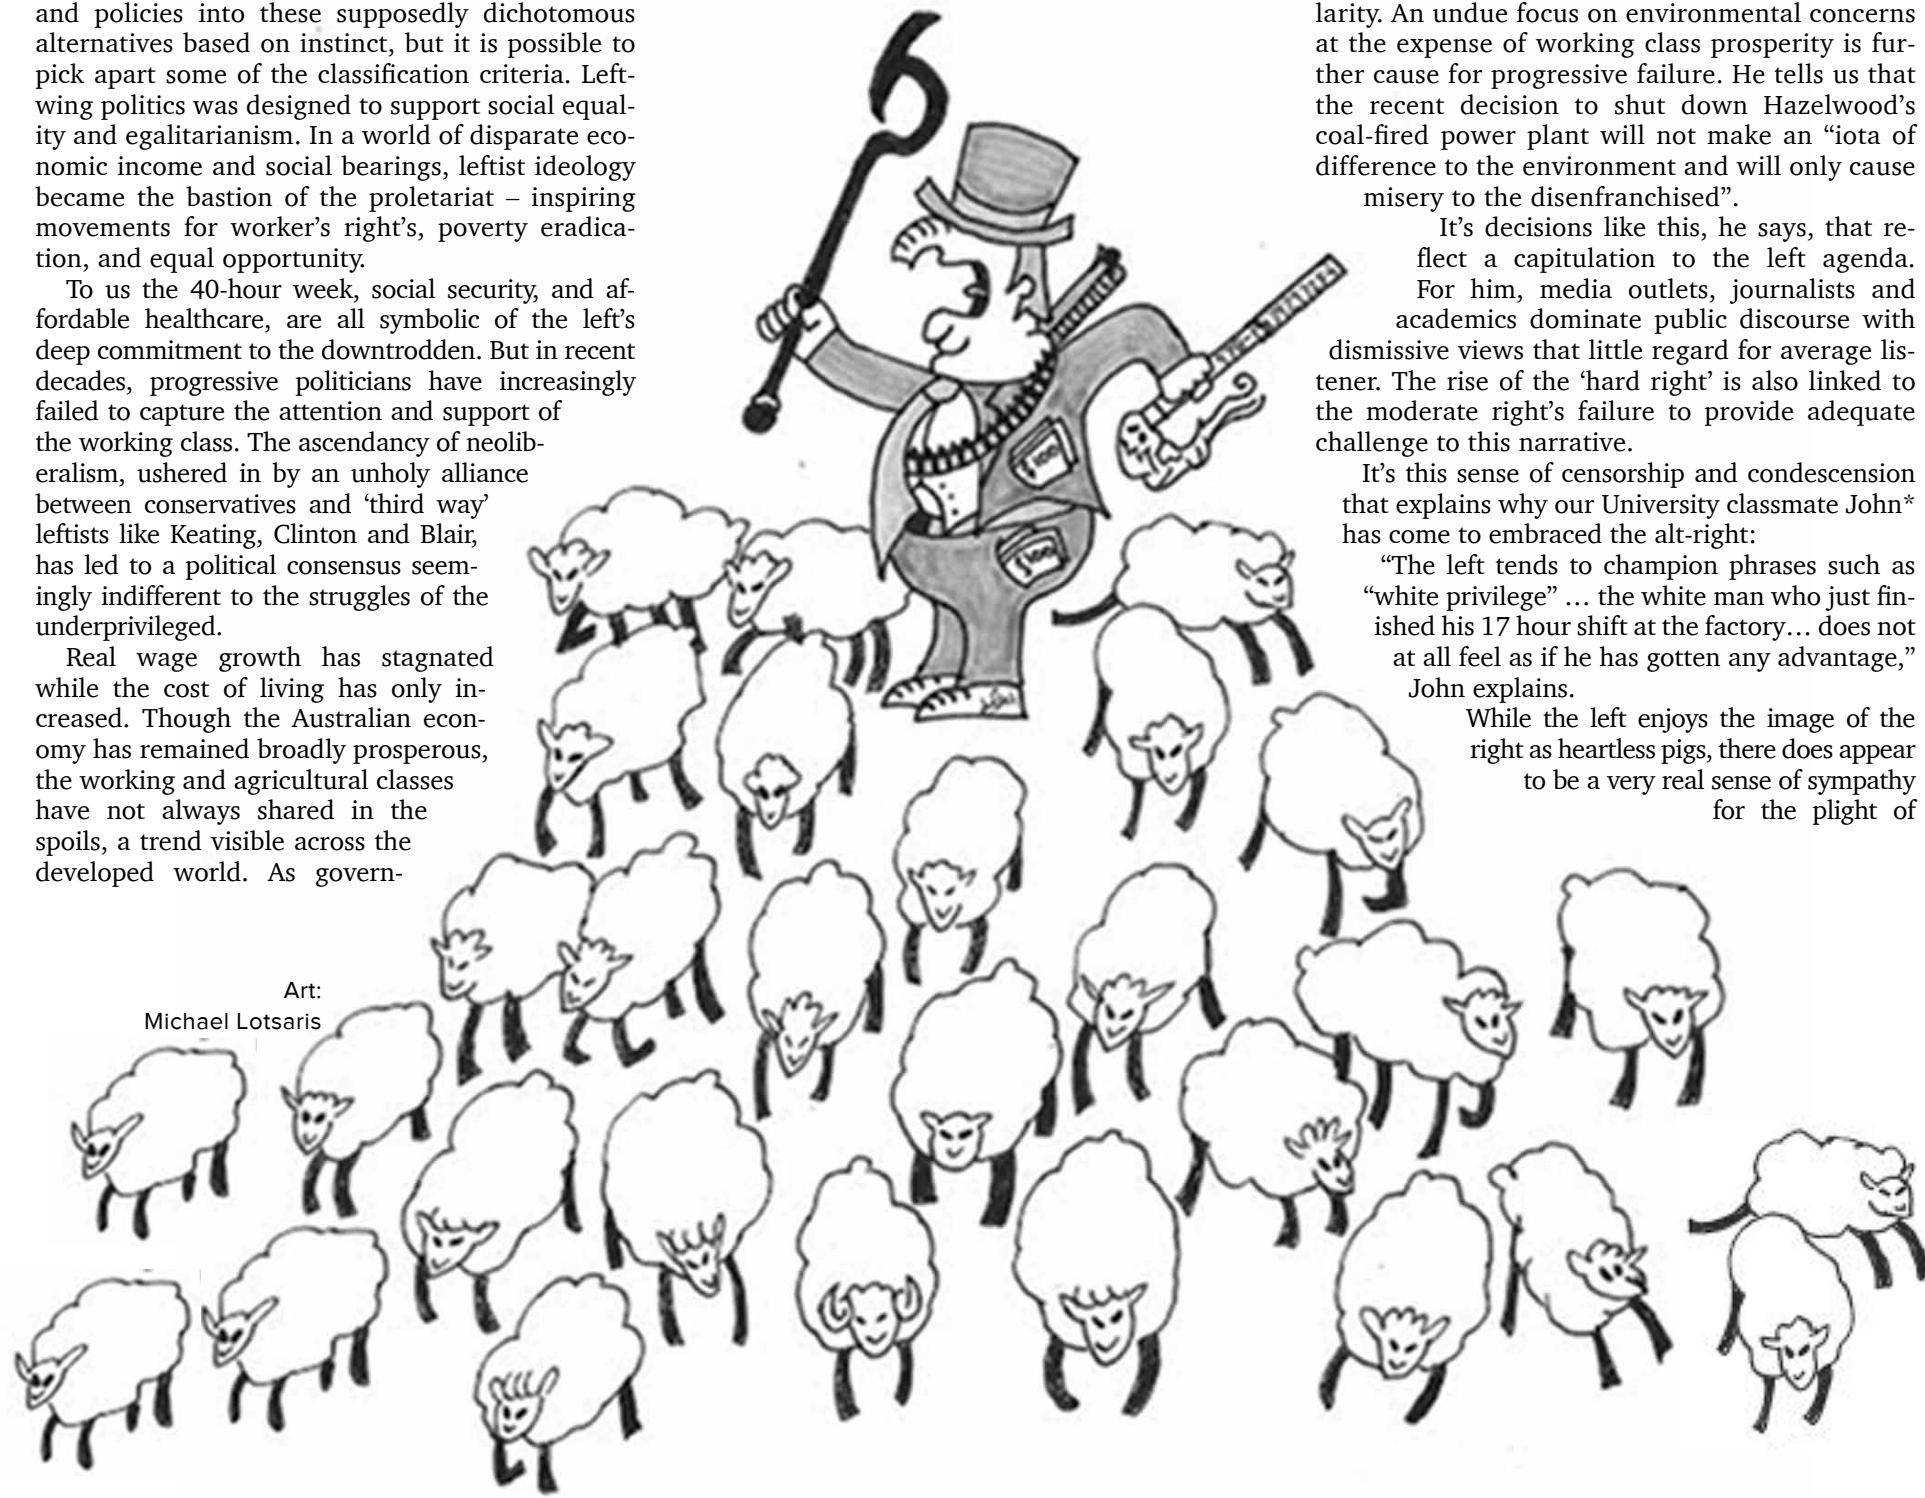 and policies into these supposedly dichotomous
alternatives based on instinct, but it is possible to
pick apart some of the classification criteria. Left-
wing politics was designed to support social equal-
ity and egalitarianism. In a world of disparate eco-
nomic income and social bearings, leftist ideology
became the bastion of the proletariat – inspiring
movements for worker’s right’s, poverty eradica-
tion, and equal opportunity.
To us the 40-hour week, social security, and af-
fordable healthcare, are all symbolic of the left’s
deep commitment to the downtrodden. But in recent
decades, progressive politicians have increasingly
failed to capture the attention and support of
the working class. The ascendancy of neolib-
eralism, ushered in by an unholy alliance
between conservatives and ‘third way’
leftists like Keating, Clinton and Blair,
has led to a political consensus seem-
ingly indifferent to the struggles of the
underprivileged.
Real wage growth has stagnated
while the cost of living has only in-
creased. Though the Australian econ-
omy has remained broadly prosperous,
the working and agricultural classes
have not always shared in the
spoils, a trend visible across the
developed world. As govern-
Art:
Michael Lotsaris
$100
$100
larity. An undue focus on environmental concerns
at the expense of working class prosperity is fur-
ther cause for progressive failure. He tells us that
the recent decision to shut down Hazelwood’s
coal-fired power plant will not make an “iota of
difference to the environment and will only cause
misery to the disenfranchised”.
It’s decisions like this, he says, that re-
flect a capitulation to the left agenda.
For him, media outlets, journalists and
academics dominate public discourse with
dismissive views that little regard for average lis-
tener. The rise of the ‘hard right’ is also linked to
the moderate right’s failure to provide adequate
challenge to this narrative.
It’s this sense of censorship and condescension
that explains why our University classmate John*
has come to embraced the alt-right:
“The left tends to champion phrases such as
“white privilege” … the white man who just fin-
ished his 17 hour shift at the factory… does not
at all feel as if he has gotten any advantage,”
John explains.
While the left enjoys the image of the
right as heartless pigs, there does appear
to be a very real sense of sympathy
for the plight of